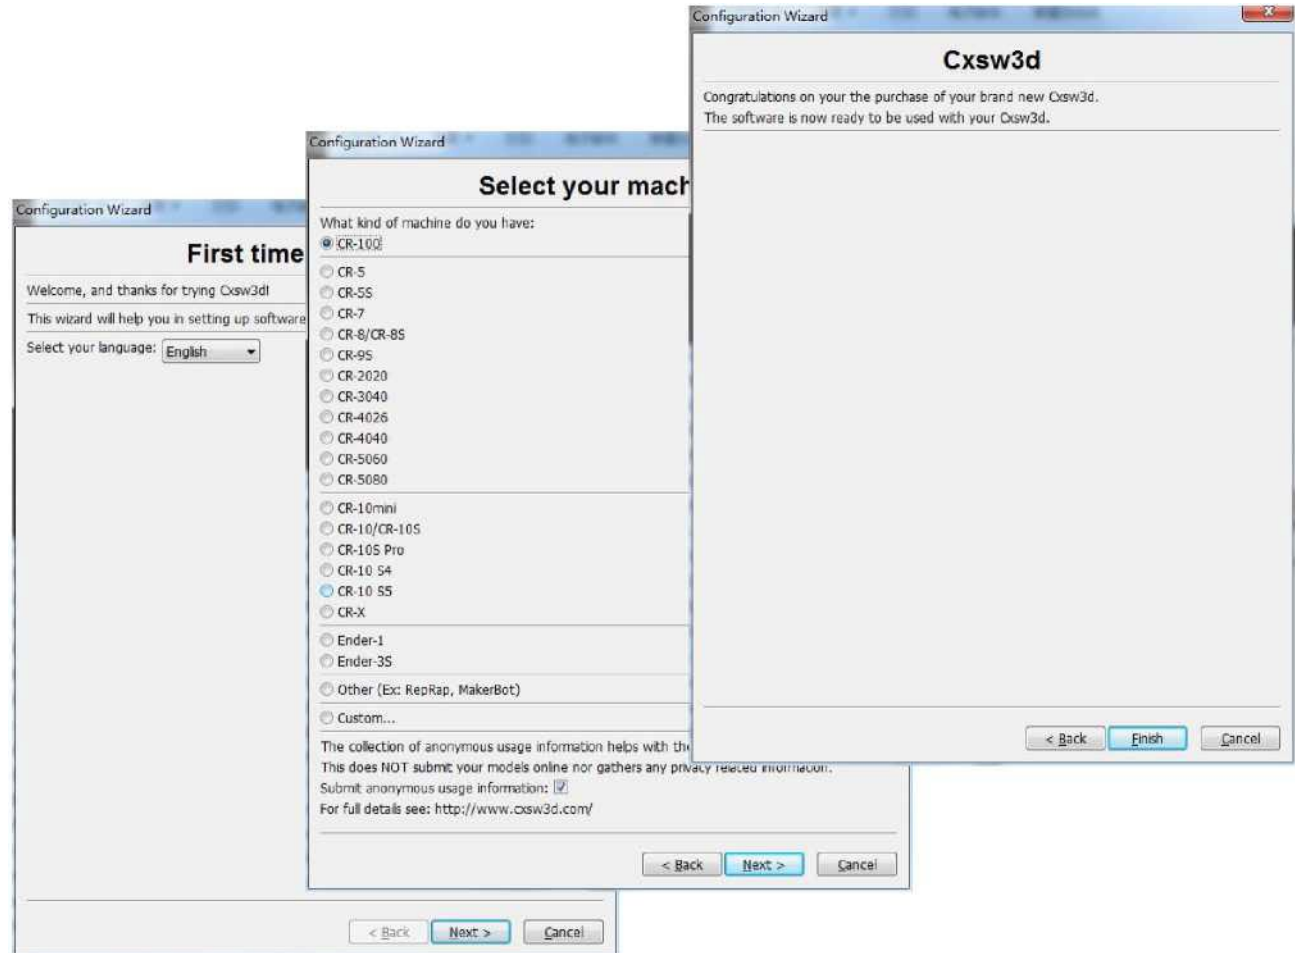 Configuration Wizard
First time
Welcome, and thanks for trying Cxsw3d!
This wizard will help you in setting up software
Select your language: English
< Back Next > Cancel
Configuration Wizard
Select your mach
What kind of machine do you have:
CR-100
CR-5
CR-5S
CR-7
CR-8/CR-8S
CR-9S
CR-2020
CR-3040
CR-4026
CR-4040
CR-5060
CR-5080
CR-10mini
CR-10/CR-10S
CR-10S Pro
CR-10 S4
CR-10 S5
CR-X
Ender-1
Ender-3S
Other (Ex: RepRap, MakerBot)
Custom...
The collection of anonymous usage information helps with the
This does NOT submit your models online nor gathers any privacy related information.
Submit anonymous usage information:
For full details see: http://www.cxsw3d.com/
< Back Next > Cancel
Configuration Wizard
Cxsw3d
Congratulations on your the purchase of your brand new Cxsw3d.
The software is now ready to be used with your Cxsw3d.
< Back Finish Cancel